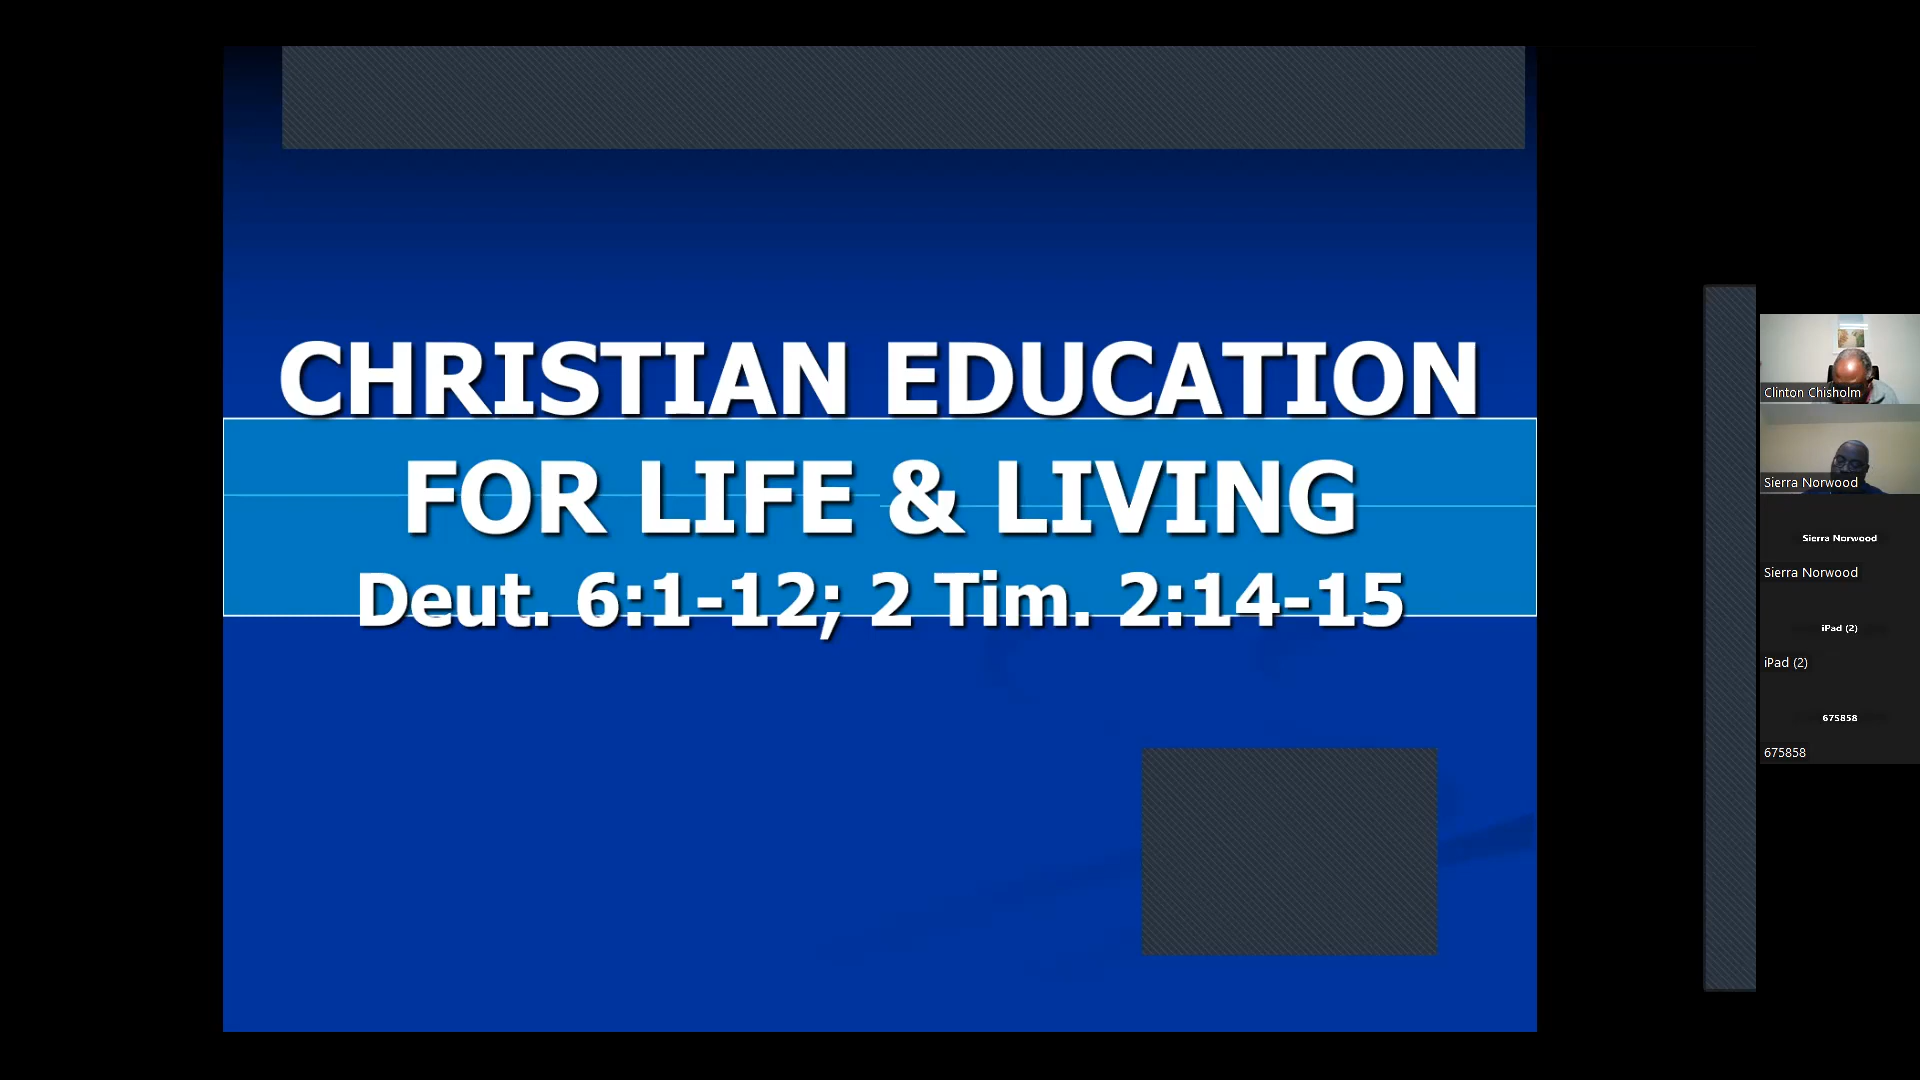 CHRISTIAN EDUCATION
FOR LIFE & LIVING
Deut. 6:1-12; 2 Tim. 2:14-15
Clinton Chisholm
Sierra Norwood
Sierra Norwood
Sierra Norwood
iPad (2)
iPad (2)
675858
675858